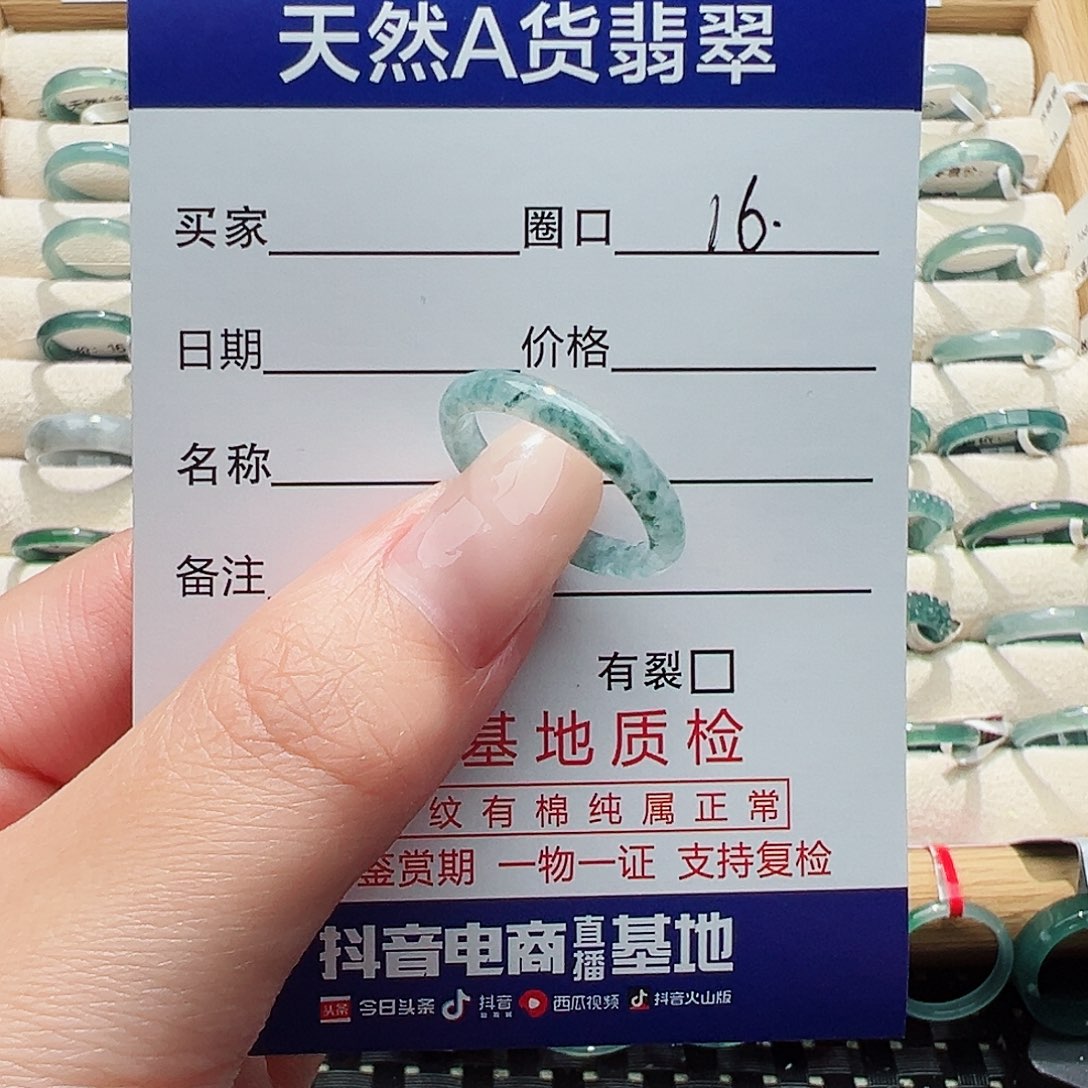 天然A货翡翠
买家 圈口 16.
日期 价格
名称
备注
有裂□
基地质检
纹有棉纯属正常
鉴赏期 一物一证 支持复检
抖音电商直播基地
头条 今日头条 抖音 西瓜视频 抖音火山版